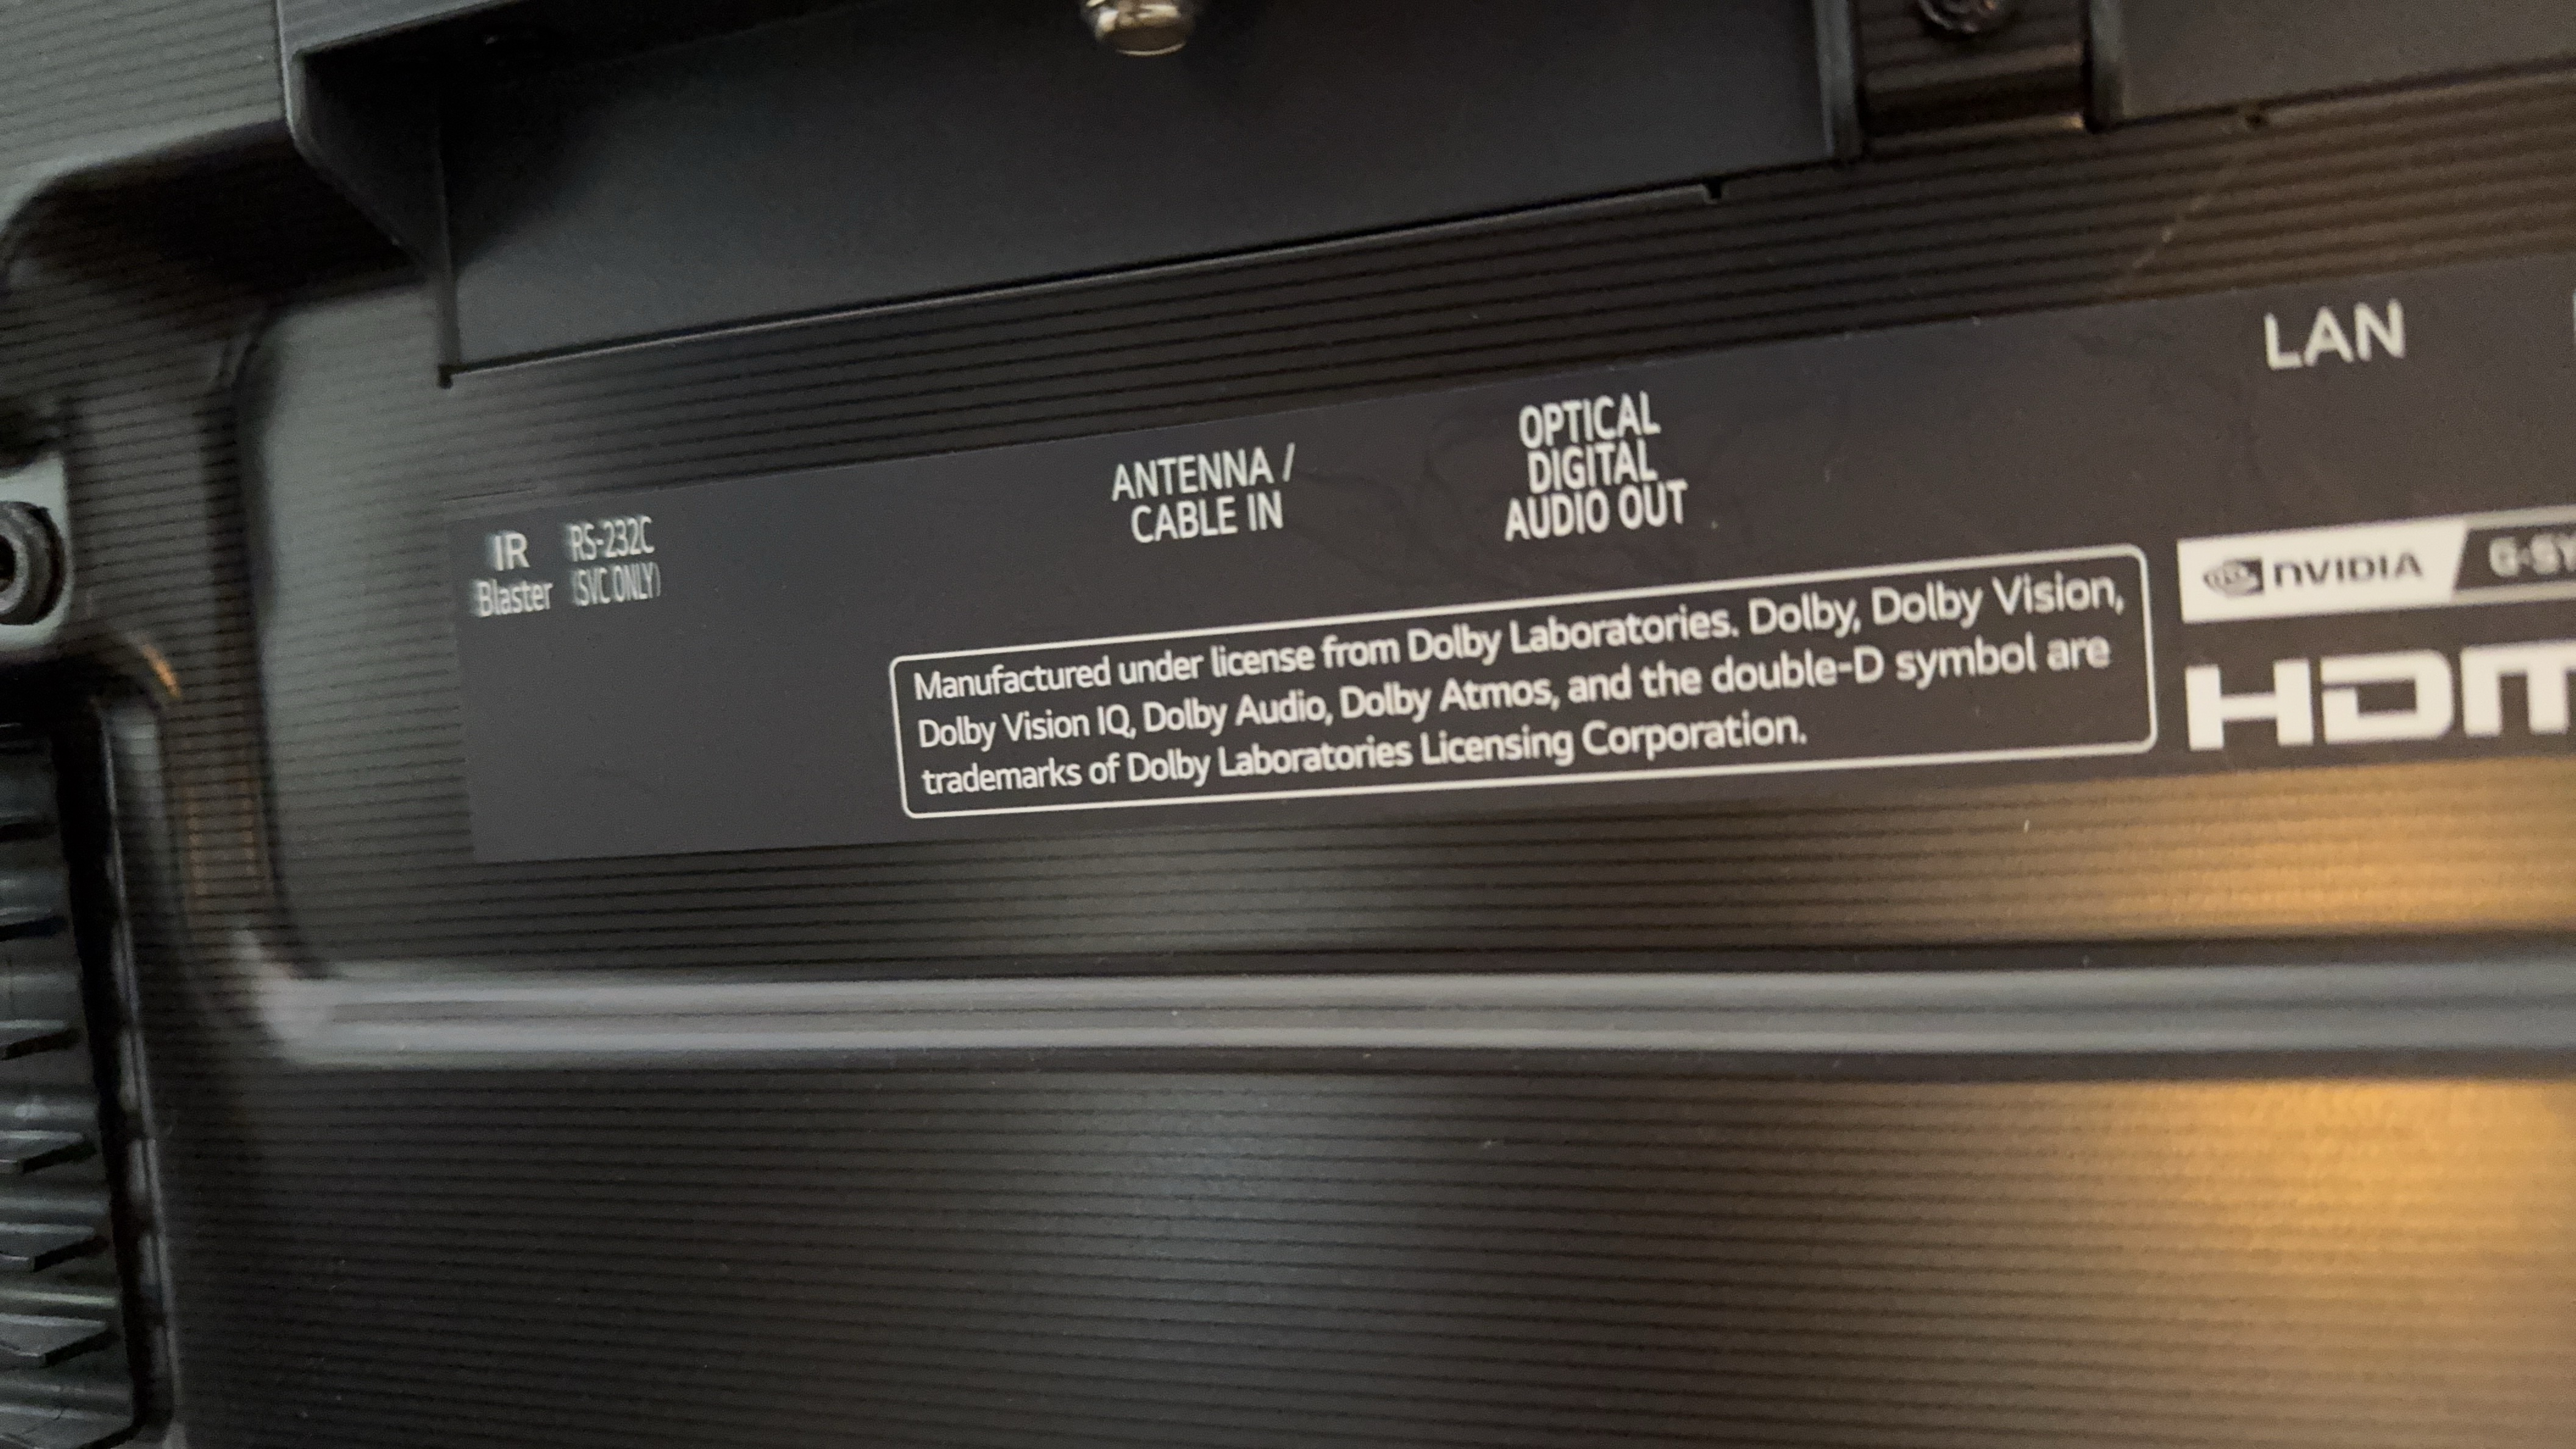 IR
Blaster
RS-232C
(SVC ONLY)
ANTENNA /
CABLE IN
OPTICAL
DIGITAL
AUDIO OUT
LAN
Manufactured under license from Dolby Laboratories. Dolby, Dolby Vision,
Dolby Vision IQ, Dolby Audio, Dolby Atmos, and the double-D symbol are
trademarks of Dolby Laboratories Licensing Corporation.
NVIDIA
HDM